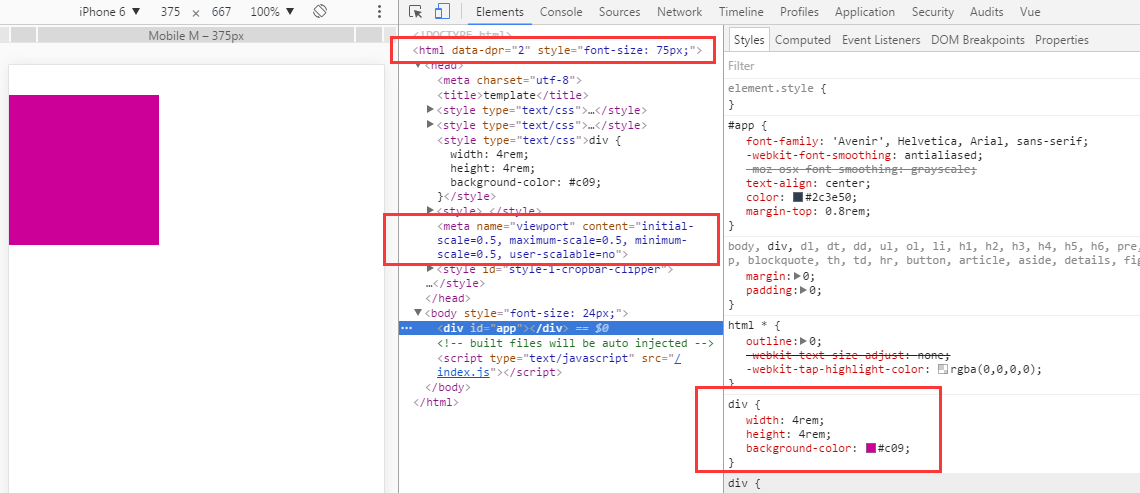 iPhone 6 ▼ 375 × 667 100% ▼
Mobile M – 375px
Elements Console Sources Network Timeline Profiles Application Security Audits Vue
<!DOCTYPE html>
<html data-dpr="2" style="font-size: 75px;">
▼<head>
<meta charset="utf-8">
<title>template</title>
▶<style type="text/css">…</style>
▶<style type="text/css">…</style>
<style type="text/css">div {
width: 4rem;
height: 4rem;
background-color: #c09;
}</style>
▶<style>…</style>
<meta name="viewport" content="initial-
scale=0.5, maximum-scale=0.5, minimum-
scale=0.5, user-scalable=no">
▶<style id="style-1-cropbar-clipper">
…</style>
</head>
▼<body style="font-size: 24px;">
••• <div id="app"></div> == $0
<!-- built files will be auto injected -->
<script type="text/javascript" src="/
index.js"></script>
</body>
</html>
Styles Computed Event Listeners DOM Breakpoints Properties
Filter
element.style {
}
#app {
font-family: 'Avenir', Helvetica, Arial, sans-serif;
-webkit-font-smoothing: antialiased;
-moz-osx-font-smoothing: grayscale;
text-align: center;
color: #2c3e50;
margin-top: 0.8rem;
}
body, div, dl, dt, dd, ul, ol, li, h1, h2, h3, h4, h5, h6, pre,
p, blockquote, th, td, hr, button, article, aside, details, fig
margin:▶0;
padding:▶0;
}
html * {
outline:▶0;
-webkit-text-size-adjust: none;
-webkit-tap-highlight-color: rgba(0,0,0,0);
}
div {
width: 4rem;
height: 4rem;
background-color: #c09;
}
div {